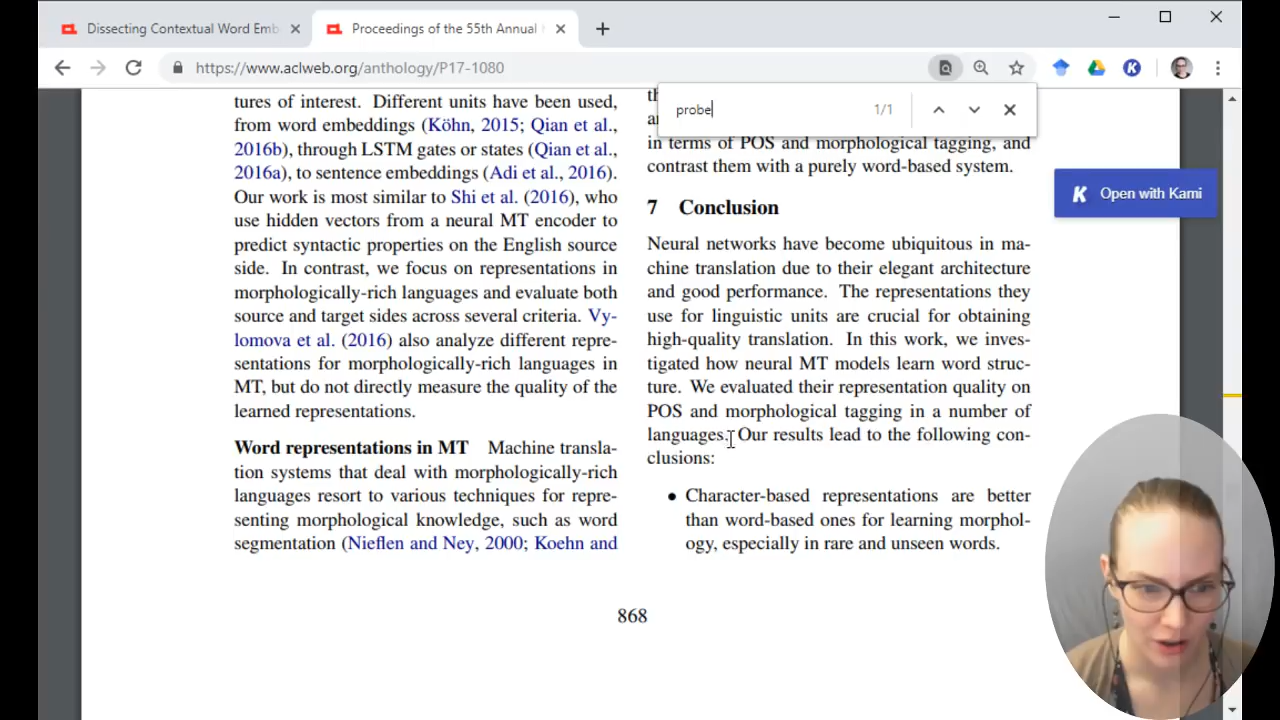 Dissecting Contextual Word Emb
Proceedings of the 55th Annual
https://www.aclweb.org/anthology/P17-1080
probe
1/1
K Open with Kami
tures of interest. Different units have been used,
from word embeddings (Köhn, 2015; Qian et al.,
2016b), through LSTM gates or states (Qian et al.,
2016a), to sentence embeddings (Adi et al., 2016).
Our work is most similar to Shi et al. (2016), who
use hidden vectors from a neural MT encoder to
predict syntactic properties on the English source
side. In contrast, we focus on representations in
morphologically-rich languages and evaluate both
source and target sides across several criteria. Vy-
lomova et al. (2016) also analyze different repre-
sentations for morphologically-rich languages in
MT, but do not directly measure the quality of the
learned representations.
Word representations in MT Machine transla-
tion systems that deal with morphologically-rich
languages resort to various techniques for repre-
senting morphological knowledge, such as word
segmentation (Nießen and Ney, 2000; Koehn and
in terms of POS and morphological tagging, and
contrast them with a purely word-based system.
7 Conclusion
Neural networks have become ubiquitous in ma-
chine translation due to their elegant architecture
and good performance. The representations they
use for linguistic units are crucial for obtaining
high-quality translation. In this work, we inves-
tigated how neural MT models learn word struc-
ture. We evaluated their representation quality on
POS and morphological tagging in a number of
languages. Our results lead to the following con-
clusions:
• Character-based representations are better
than word-based ones for learning morphol-
ogy, especially in rare and unseen words.
868